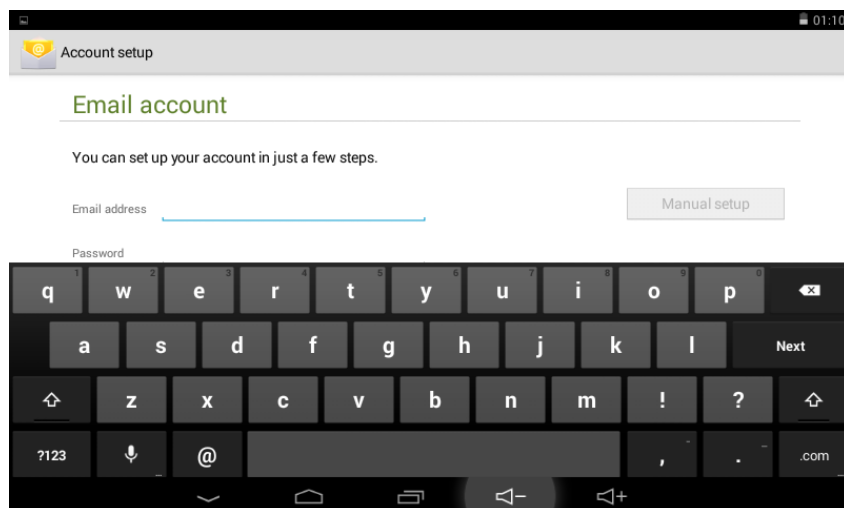 01:10
Account setup
Email account
You can set up your account in just a few steps.
Email address
Manual setup
Password
q 1 w 2 e 3 r 4 t 5 y 6 u 7 i 8 o 9 p 0
a s d f g h j k l Next
z x c v b n m ! ?
?123 @ , . .com